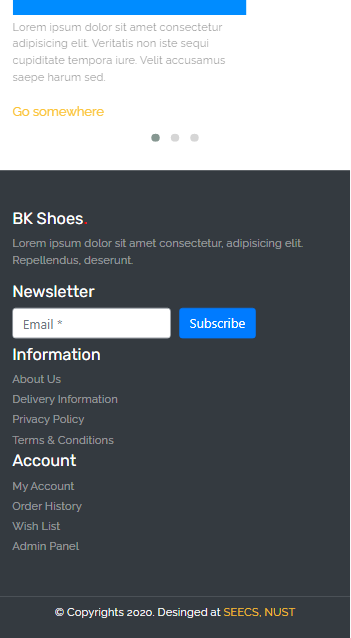 Lorem ipsum dolor sit amet consectetur
adipisicing elit. Veritatis non iste sequi
cupiditate tempora iure. Velit accusamus
saepe harum sed.
Go somewhere
BK Shoes.
Lorem ipsum dolor sit amet consectetur, adipisicing elit.
Repellendus, deserunt.
Newsletter
Email *
Subscribe
Information
About Us
Delivery Information
Privacy Policy
Terms & Conditions
Account
My Account
Order History
Wish List
Admin Panel
© Copyrights 2020. Desinged at SEECS, NUST